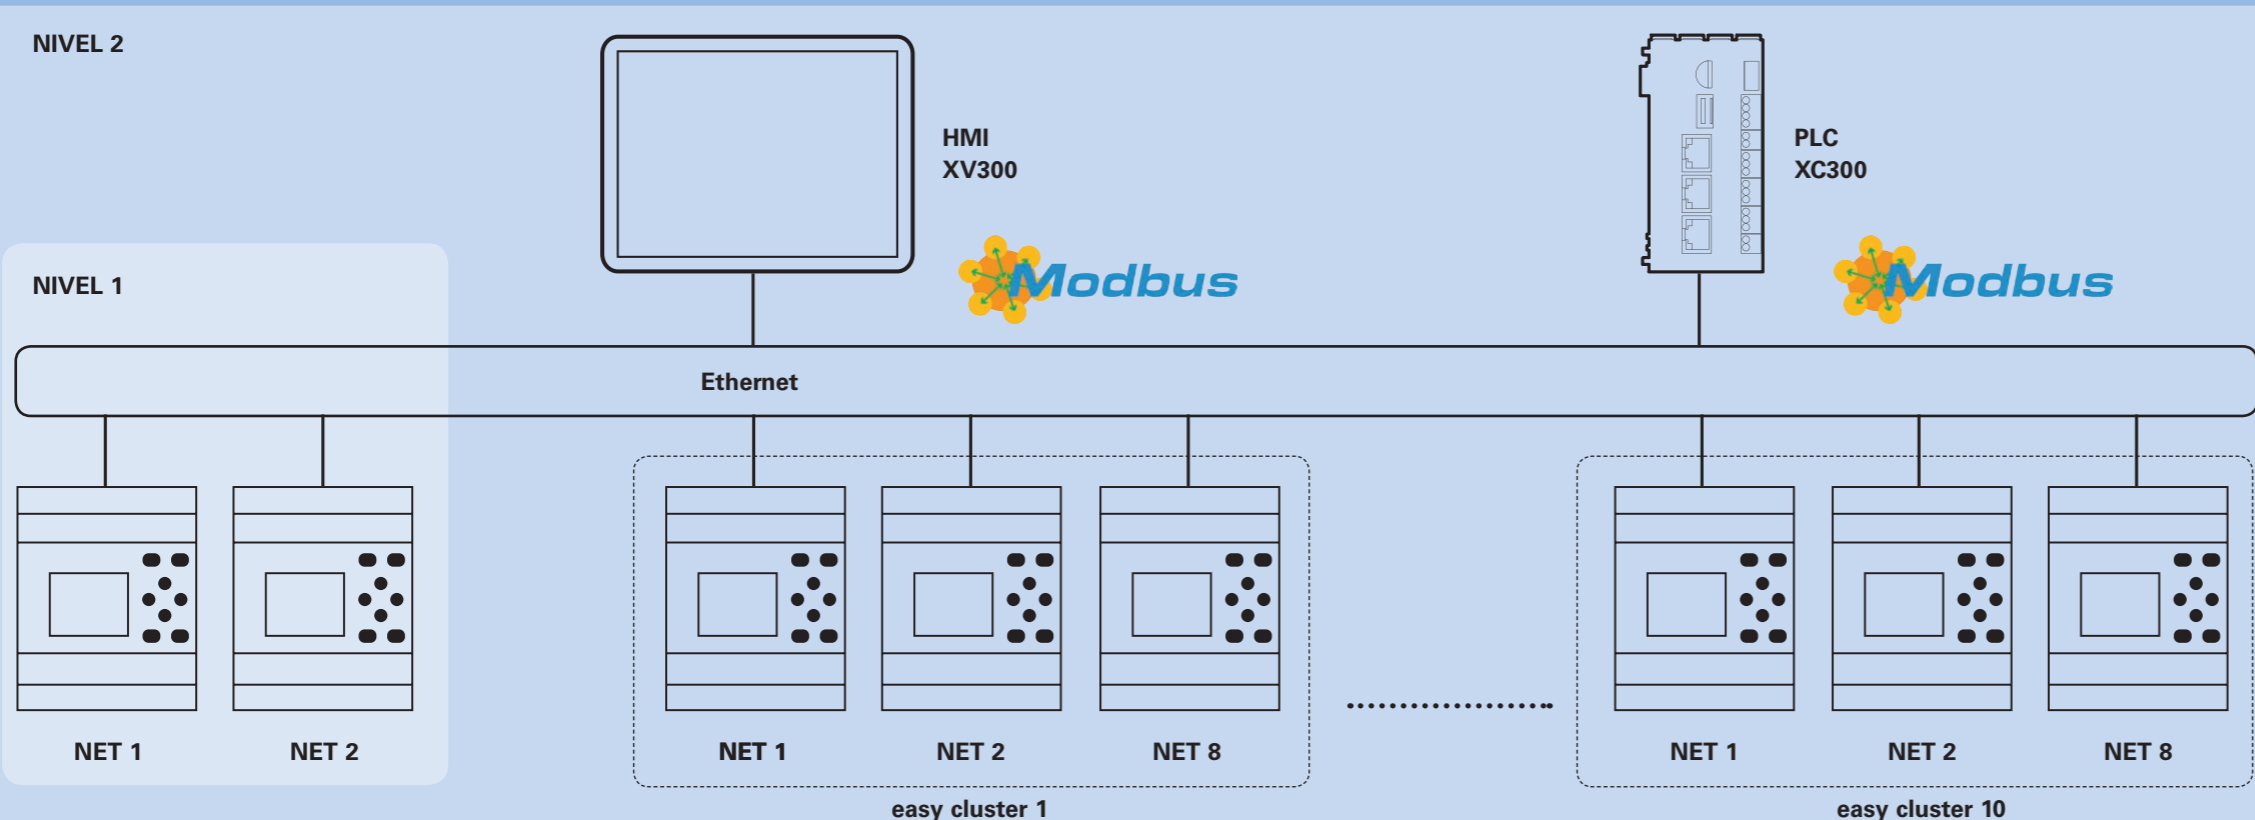 NIVEL 2
HMI
XV300
PLC
XC300
Modbus
Modbus
NIVEL 1
Ethernet
NET 1
NET 2
NET 1
NET 2
NET 8
NET 1
NET 2
NET 8
easy cluster 1
easy cluster 10